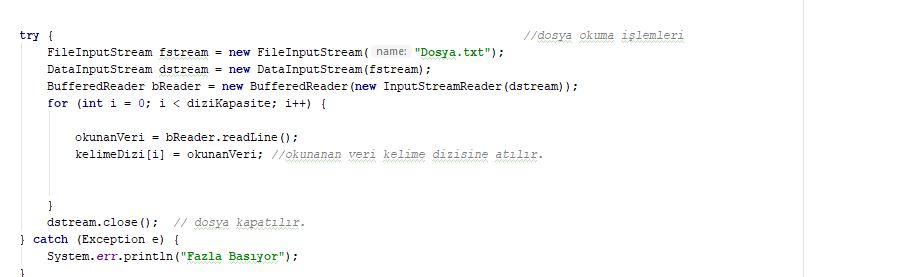 try {                                                                    //dosya okuma işlemleri
    FileInputStream fstream = new FileInputStream( name: "Dosya.txt");
    DataInputStream dstream = new DataInputStream(fstream);
    BufferedReader bReader = new BufferedReader(new InputStreamReader(dstream));
    for (int i = 0; i < diziKapasite; i++) {
        okunanVeri = bReader.readLine();
        kelimeDizi[i] = okunanVeri; //okunanan veri kelime dizisine atılır.
    }
    dstream.close();  // dosya kapatılır.
} catch (Exception e) {
    System.err.println("Fazla Basıyor");
}